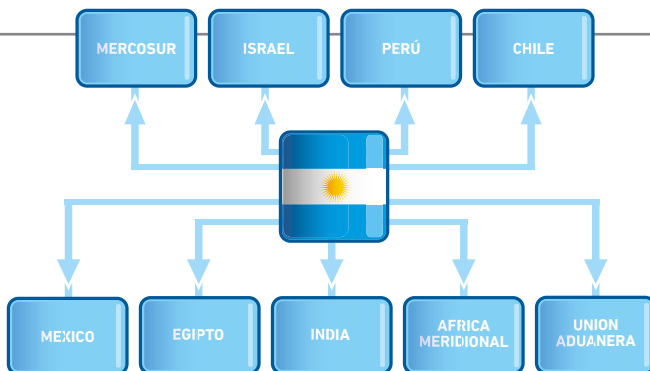 MERCOSUR
ISRAEL
PERÚ
CHILE
MEXICO
EGIPTO
INDIA
AFRICA
MERIDIONAL
UNION
ADUANERA